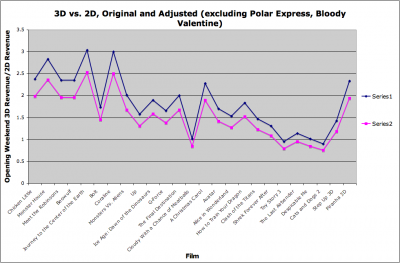 3D vs. 2D, Original and Adjusted (excluding Polar Express, Bloody
Valentine)
Opening Weekend 3D Revenue/2D Revenue
3.5
3
2.5
2
1.5
1
0.5
0
Series1
Series2
Chicken Little
Monster House
Meet the Robinsons
Beowulf
Journey to the Center of the Earth
Bolt
Coraline
Monsters Vs. Aliens
Up
Ice Age: Dawn of the Dinosaurs
G-Force
The Final Destination
Cloudy With a Chance of Meatballs
A Christmas Carol
Avatar
Alice in Wonderland
How to Train Your Dragon
Clash of the Titans
Shrek Forever After
Toy Story 3
The Last Airbender
Despicable Me
Cats and Dogs 2
Step Up 3D
Piranha 3D
Film